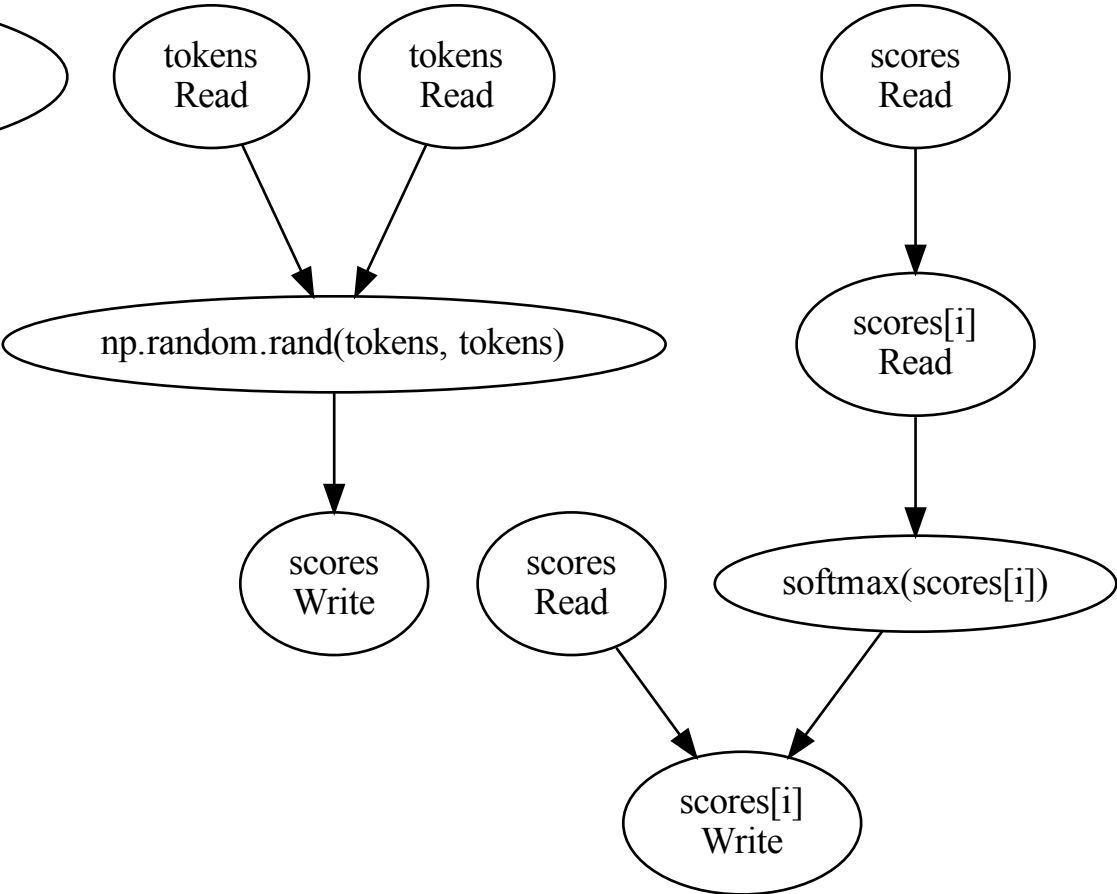 tokens
Read
tokens
Read
scores
Read
np.random.rand(tokens, tokens)
scores[i]
Read
scores
Write
scores
Read
softmax(scores[i])
scores[i]
Write